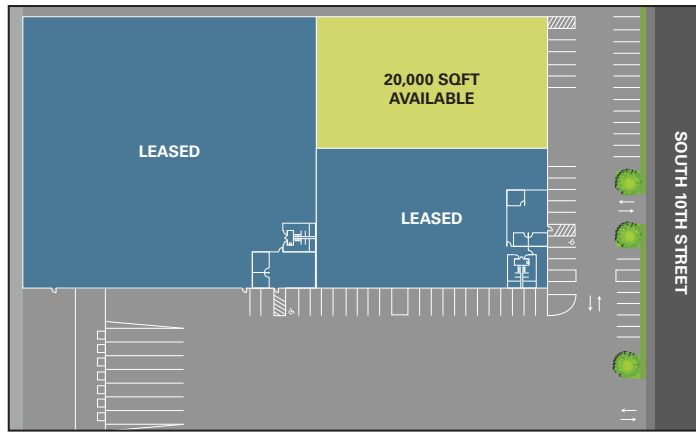 20,000 SQFT
AVAILABLE
LEASED
LEASED
SOUTH 10TH STREET